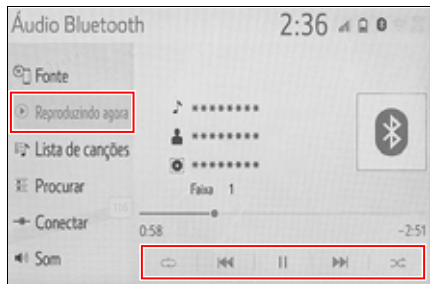 Áudio Bluetooth
2:36
Fonte
Reproduzindo agora
Lista de canções
Procurar
Conectar
Som
********
********
********
Faixa 1
116
0:58
-2:51